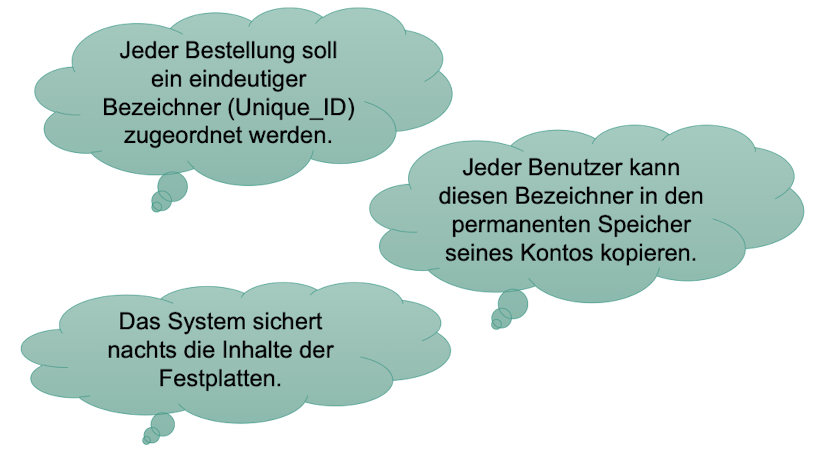 Jeder Bestellung soll
ein eindeutiger
Bezeichner (Unique_ID)
zugeordnet werden.
Jeder Benutzer kann
diesen Bezeichner in den
permanenten Speicher
seines Kontos kopieren.
Das System sichert
nachts die Inhalte der
Festplatten.